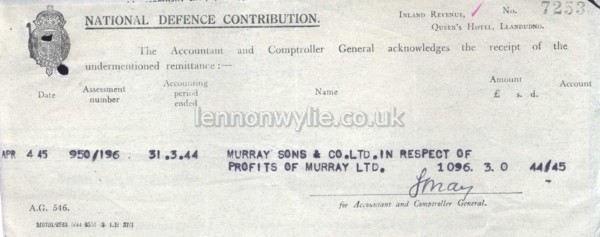 NATIONAL DEFENCE CONTRIBUTION.
INLAND REVENUE, No. 7253
QUEEN'S HOTEL, LLANDUDNO.
The Accountant and Comptroller General acknowledges the receipt of the
undermentioned remittance :—
Date Assessment number Accounting period ended Name Amount £ s. d. Account
lennonwylie.co.uk
APR 4 45 950/196 31.3.44 MURRAY SONS & CO.LTD.IN RESPECT OF
PROFITS OF MURRAY LTD. 1096. 3.0 44/45
for Accountant and Comptroller General.
A.G. 546.